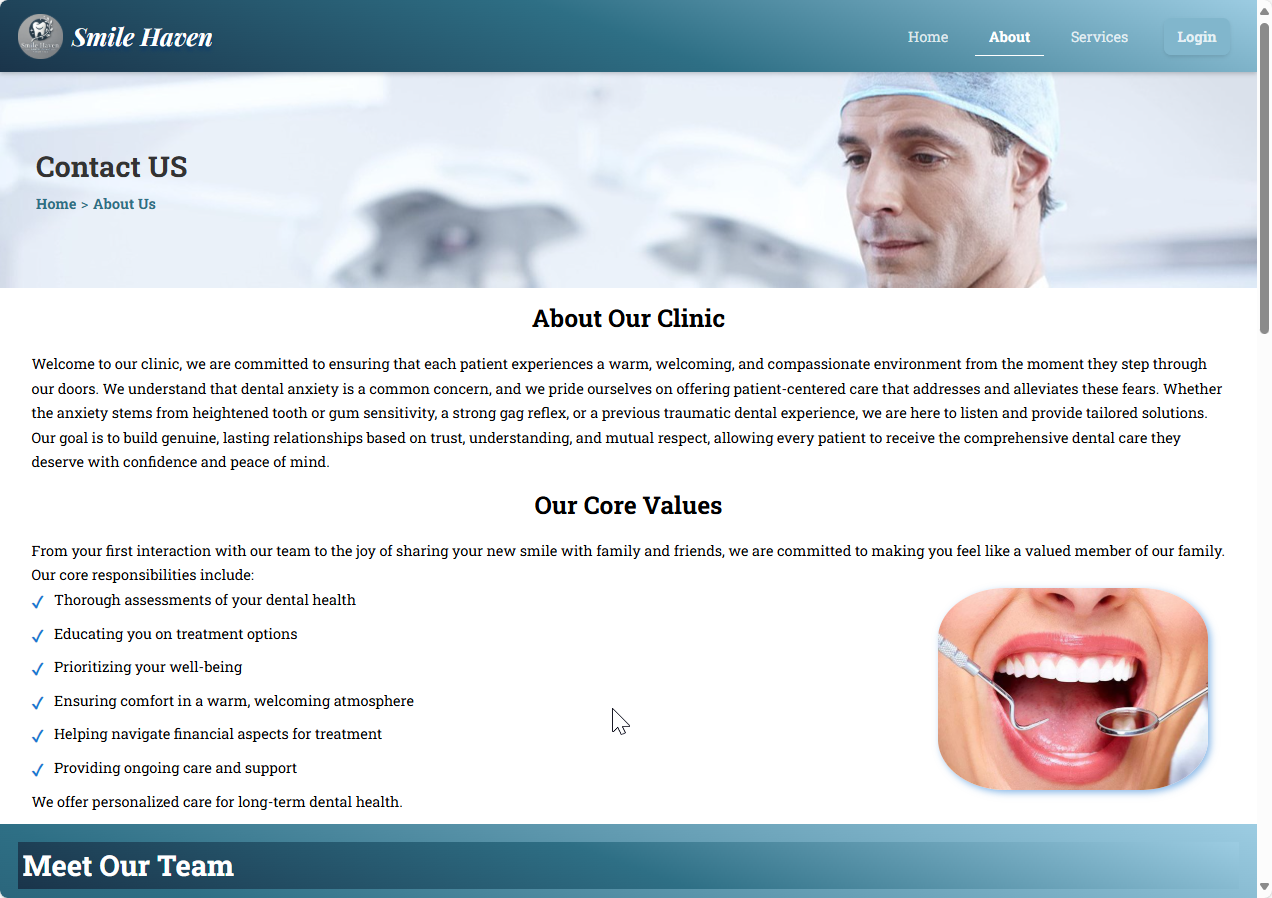 Smile Haven
Home
About
Services
Login
Contact US
Home > About Us
About Our Clinic
Welcome to our clinic, we are committed to ensuring that each patient experiences a warm, welcoming, and compassionate environment from the moment they step through
our doors. We understand that dental anxiety is a common concern, and we pride ourselves on offering patient-centered care that addresses and alleviates these fears. Whether
the anxiety stems from heightened tooth or gum sensitivity, a strong gag reflex, or a previous traumatic dental experience, we are here to listen and provide tailored solutions.
Our goal is to build genuine, lasting relationships based on trust, understanding, and mutual respect, allowing every patient to receive the comprehensive dental care they
deserve with confidence and peace of mind.
Our Core Values
From your first interaction with our team to the joy of sharing your new smile with family and friends, we are committed to making you feel like a valued member of our family.
Our core responsibilities include:
Thorough assessments of your dental health
Educating you on treatment options
Prioritizing your well-being
Ensuring comfort in a warm, welcoming atmosphere
Helping navigate financial aspects for treatment
Providing ongoing care and support
We offer personalized care for long-term dental health.
Meet Our Team